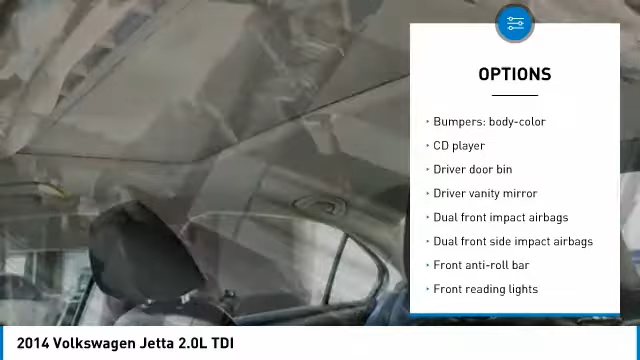 OPTIONS
• Bumpers: body-color
• CD player
• Driver door bin
• Driver vanity mirror
• Dual front impact airbags
• Dual front side impact airbags
• Front anti-roll bar
• Front reading lights
2014 Volkswagen Jetta 2.0L TDI